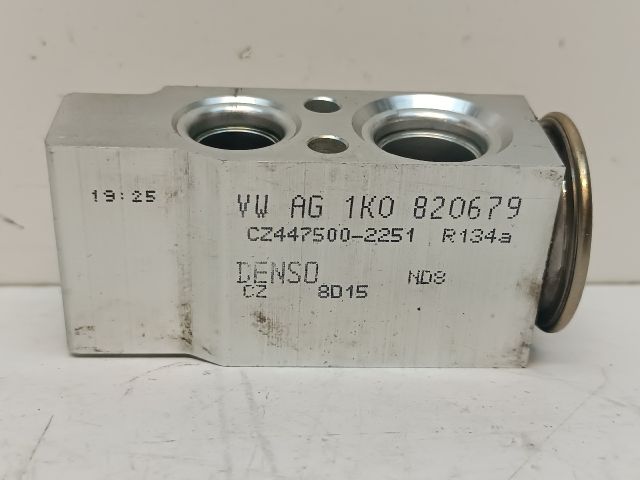 19:25
VW AG 1K0 820679
CZ447500-2251 R134a
DENSO ND8
CZ 8D15